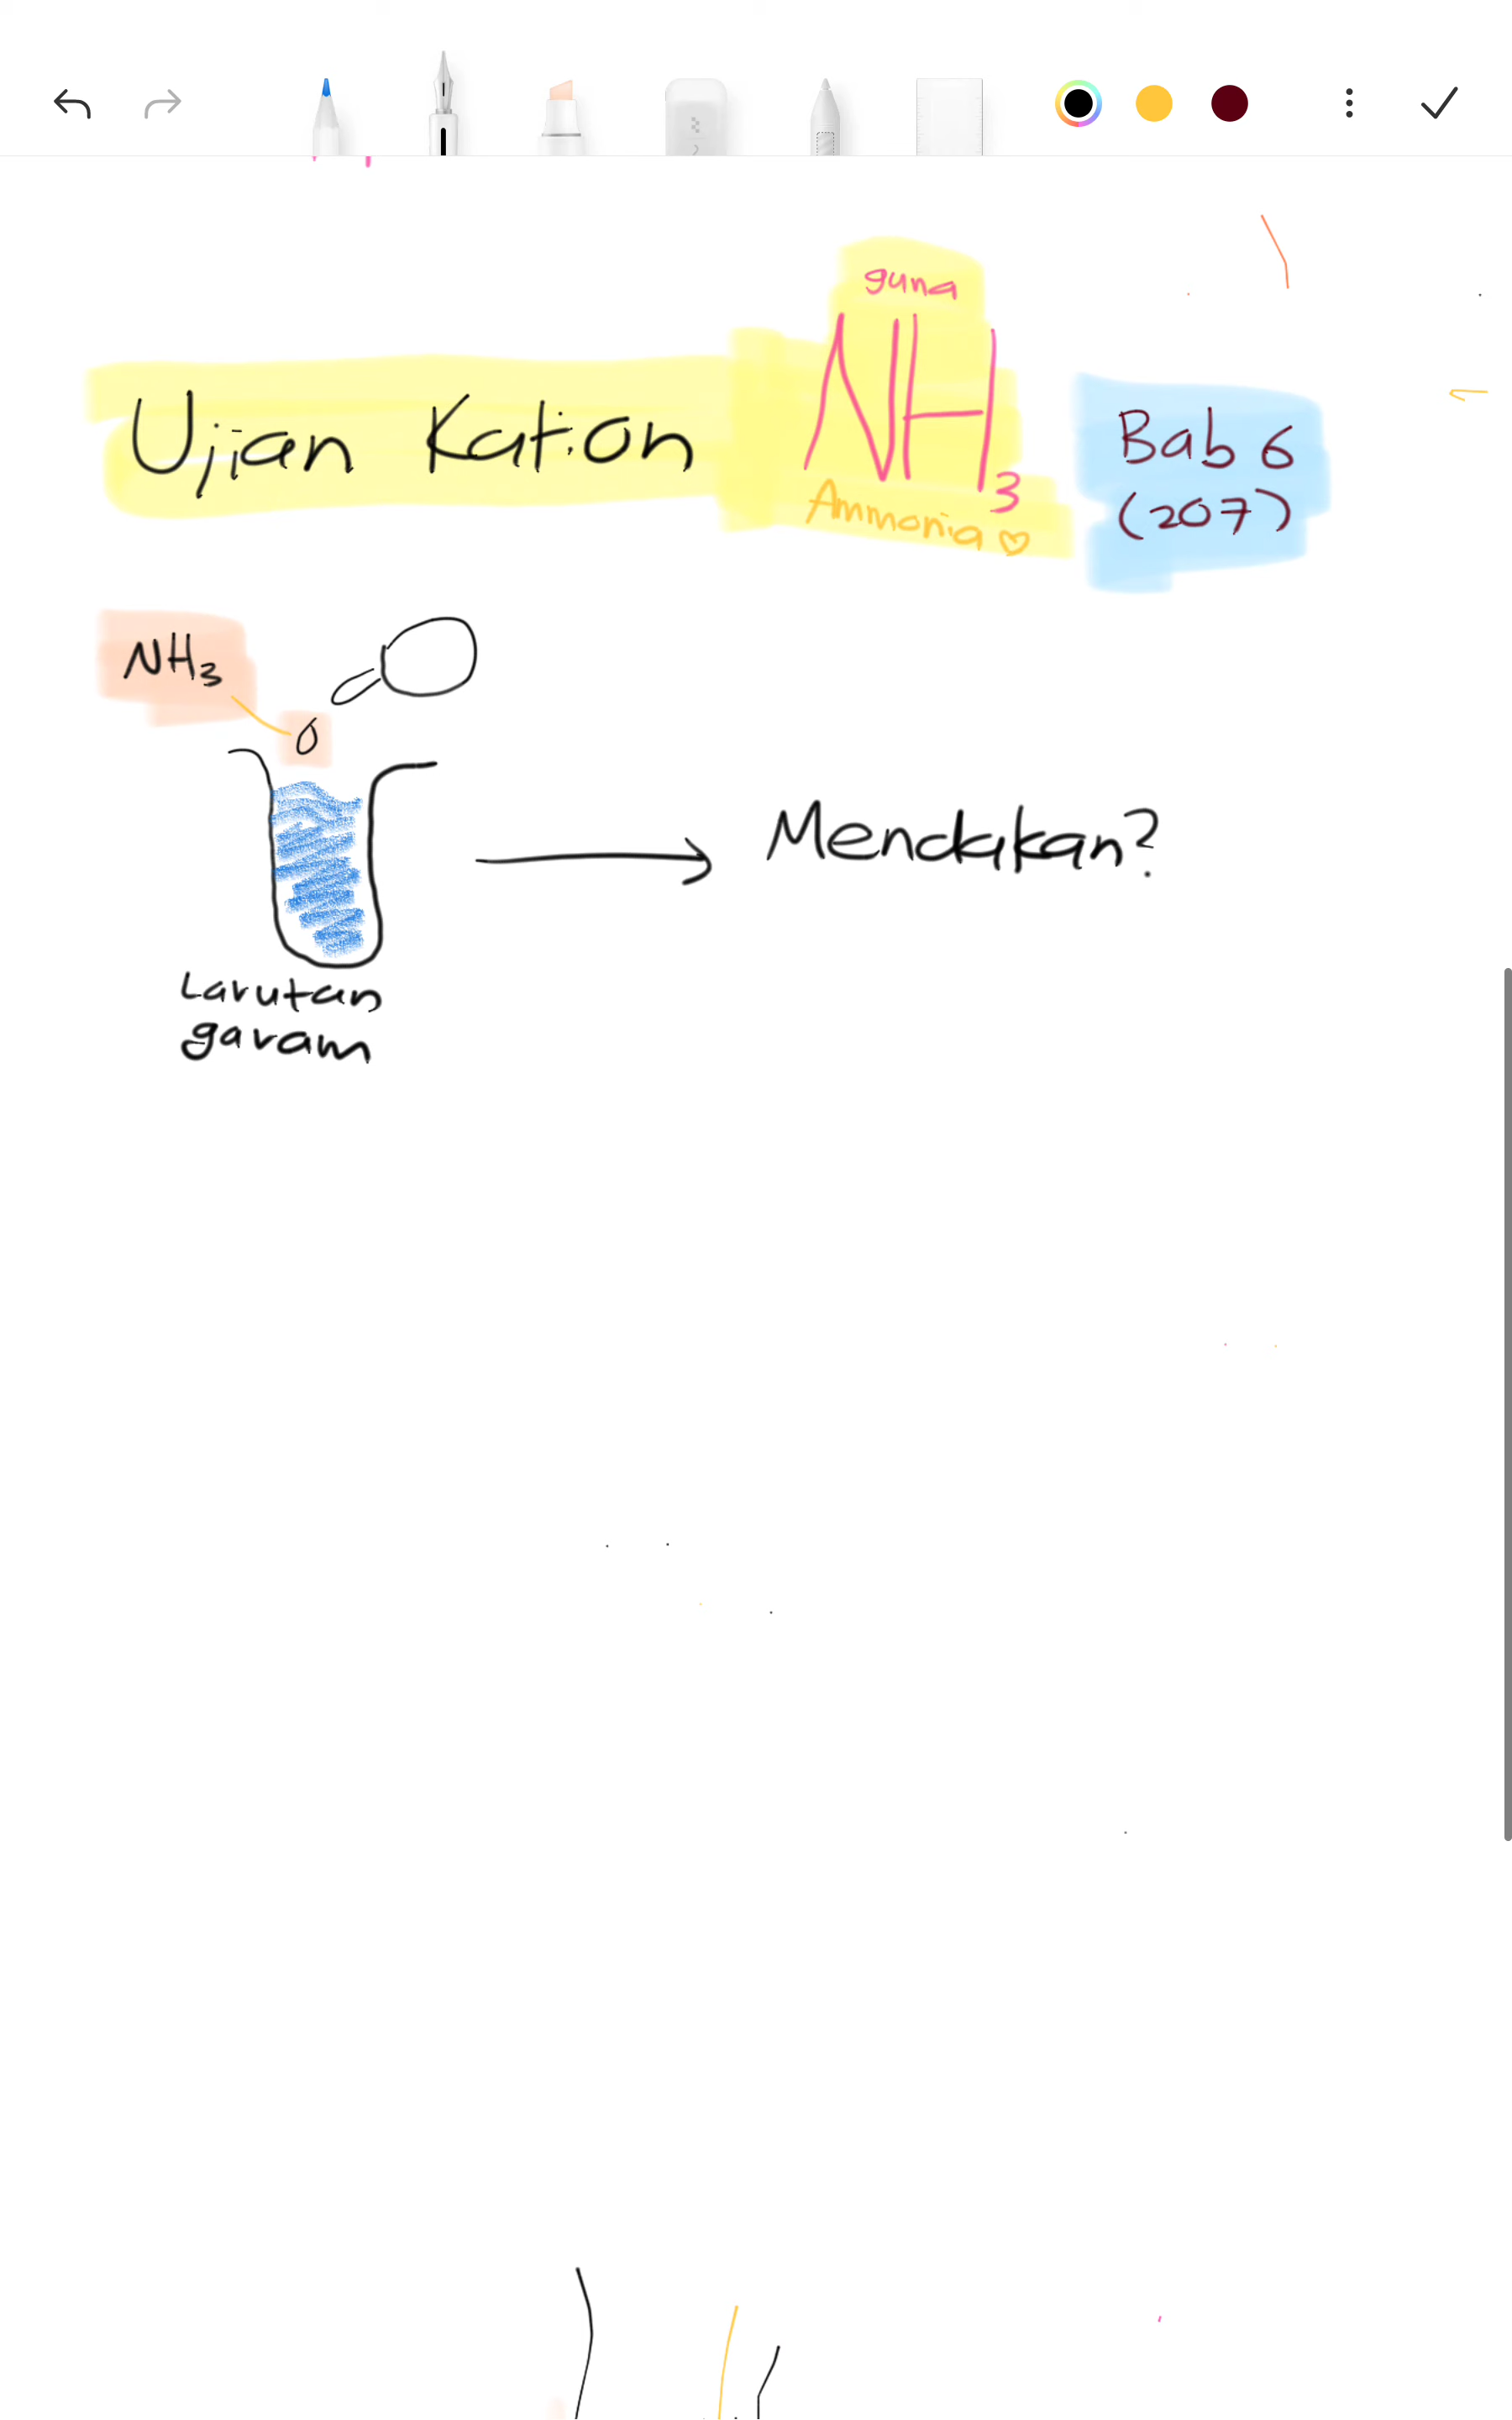 guna
Ujian Kation NH₃
Ammonia ♡
Bab 6
(207)
NH₃
Mendakan?
Larutan
garam